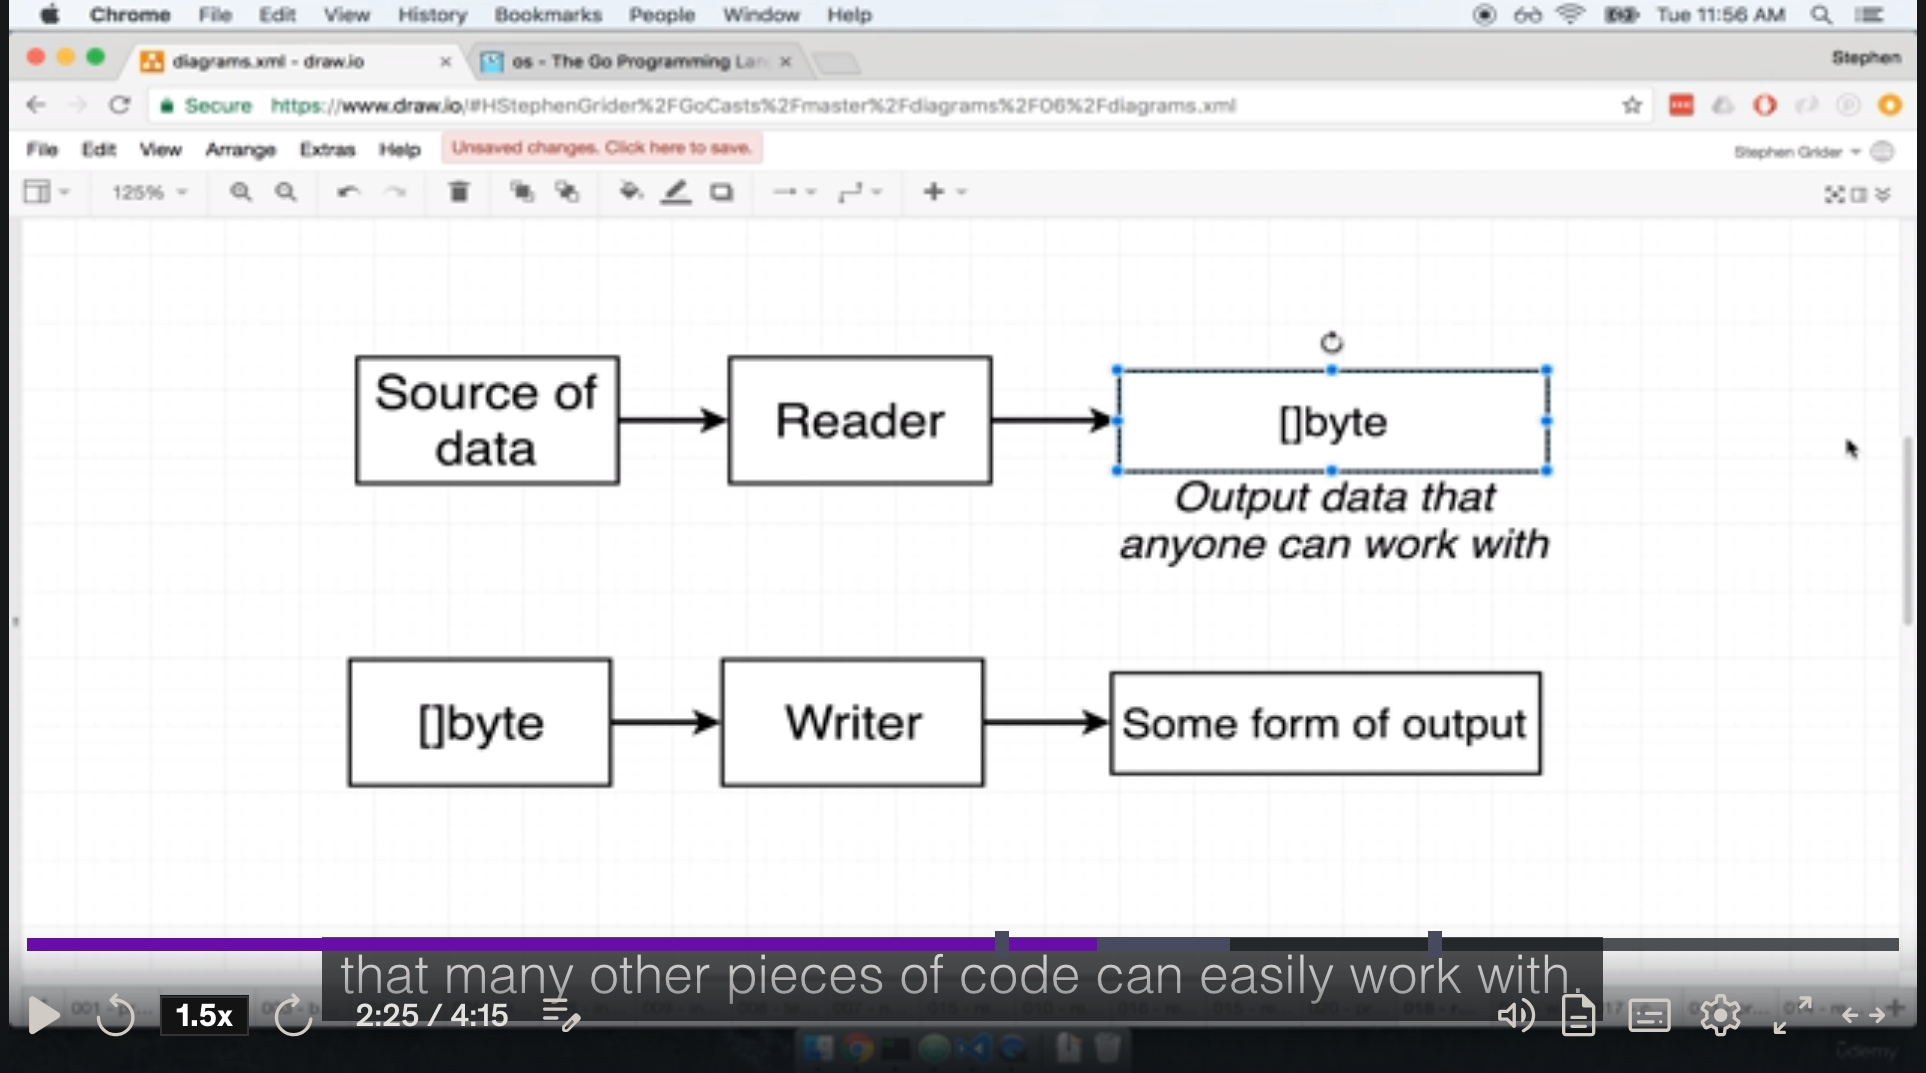 Chrome File Edit View History Bookmarks People Window Help Tue 11:56 AM
diagrams.xml - draw.io × os - The Go Programming Lan × Stephen
Secure https://www.draw.io/#HStephenGrider%2FGoCasts%2Fmaster%2Fdiagrams%2F06%2Fdiagrams.xml
File Edit View Arrange Extras Help Unsaved changes. Click here to save. Stephen Grider
125%
Source of
data
Reader
[]byte
Output data that
anyone can work with
[]byte
Writer
Some form of output
that many other pieces of code can easily work with.
1.5x 2:25 / 4:15
Udemy